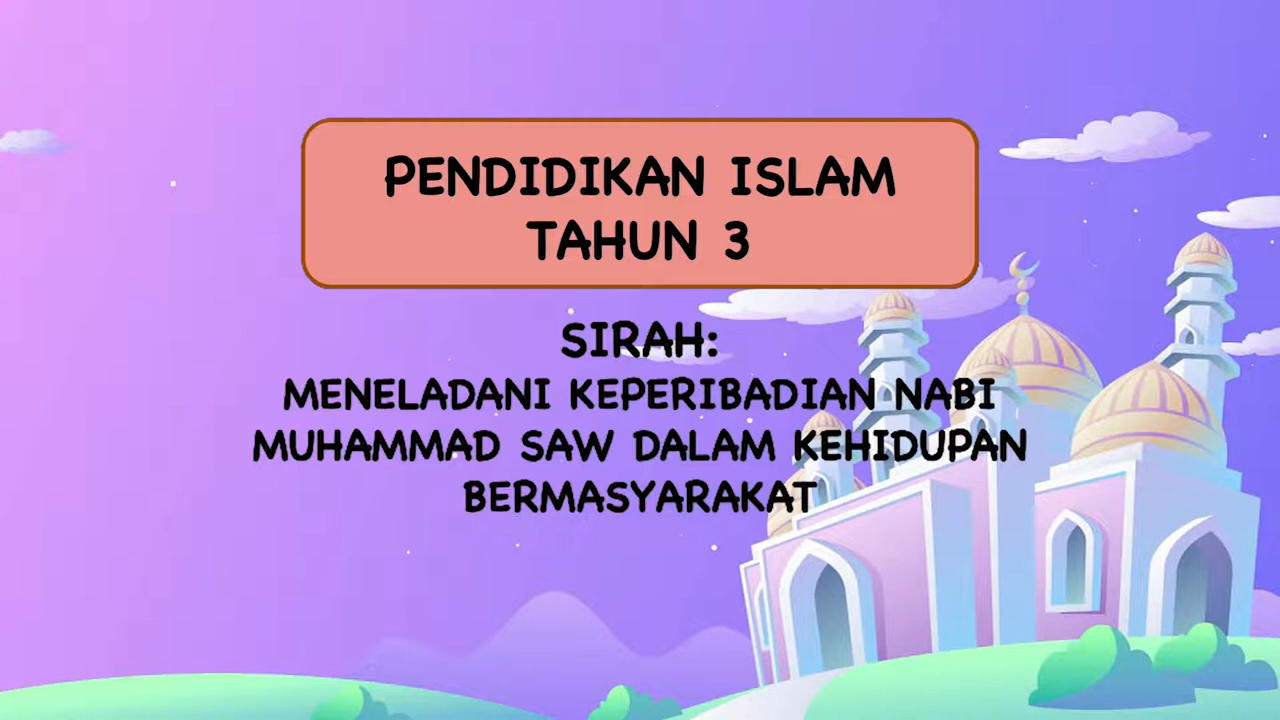 PENDIDIKAN ISLAM
TAHUN 3
SIRAH:
MENELADANI KEPERIBADIAN NABI
MUHAMMAD SAW DALAM KEHIDUPAN
BERMASYARAKAT